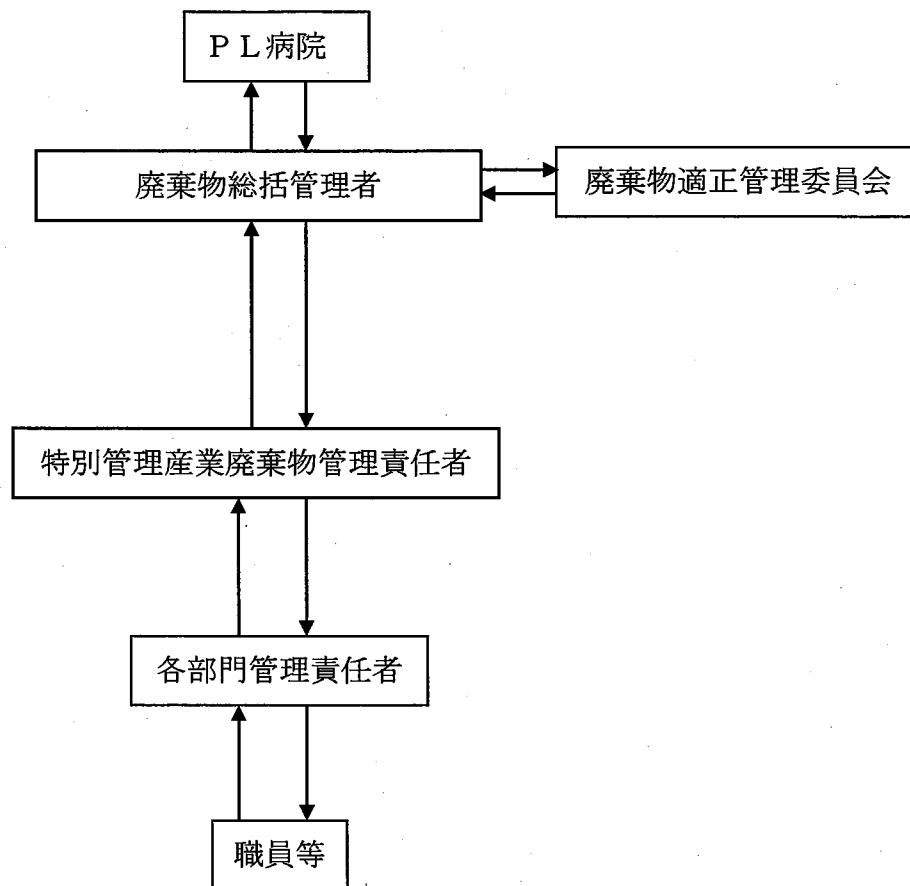 ＰＬ病院
廃棄物総括管理者
廃棄物適正管理委員会
特別管理産業廃棄物管理責任者
各部門管理責任者
職員等